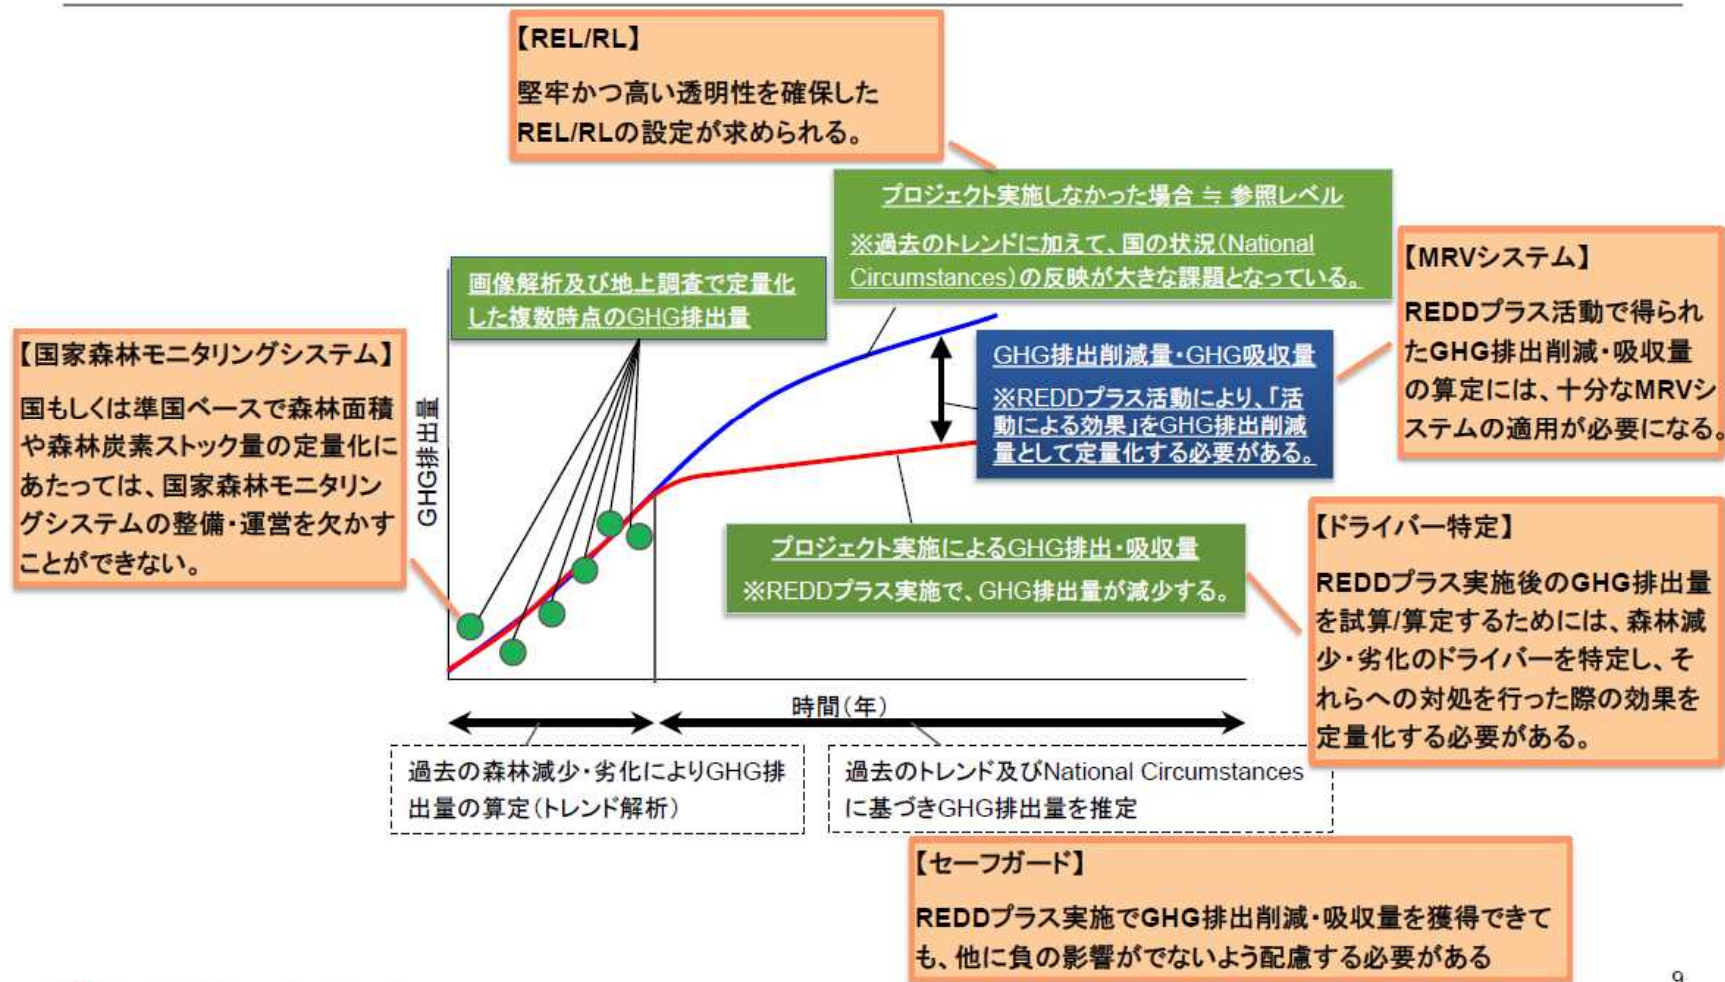 【REL/RL】
堅牢かつ高い透明性を確保した
REL/RLの設定が求められる。
プロジェクト実施しなかった場合 ≒ 参照レベル
※過去のトレンドに加えて、国の状況（National
Circumstances）の反映が大きな課題となっている。
【MRVシステム】
REDDプラス活動で得られ
たGHG排出削減・吸収量
の算定には、十分なMRVシ
ステムの適用が必要になる。
画像解析及び地上調査で定量化
した複数時点のGHG排出量
【国家森林モニタリングシステム】
国もしくは準国ベースで森林面積
や森林炭素ストック量の定量化に
あたっては、国家森林モニタリン
グシステムの整備・運営を欠かす
ことができない。
GHG排出量
GHG排出削減量・GHG吸収量
※REDDプラス活動により、「活
動による効果」をGHG排出削減
量として定量化する必要がある。
プロジェクト実施によるGHG排出・吸収量
※REDDプラス実施で、GHG排出量が減少する。
【ドライバー特定】
REDDプラス実施後のGHG排出量
を試算/算定するためには、森林減
少・劣化のドライバーを特定し、そ
れらへの対処を行った際の効果を
定量化する必要がある。
時間（年）
過去の森林減少・劣化によりGHG排
出量の算定（トレンド解析）
過去のトレンド及びNational Circumstances
に基づきGHG排出量を推定
【セーフガード】
REDDプラス実施でGHG排出削減・吸収量を獲得できて
も、他に負の影響がでないよう配慮する必要がある
9